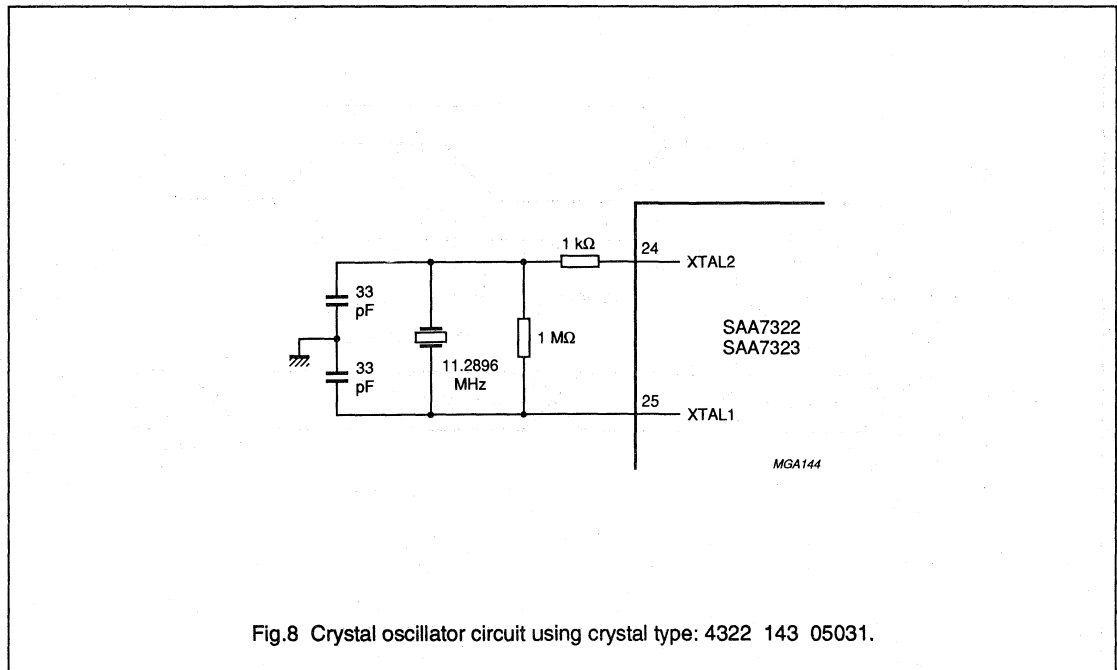 1 kΩ
24
XTAL2
33
pF
1 MΩ
SAA7322
SAA7323
33
pF
11.2896
MHz
25
XTAL1
MGA144
Fig.8 Crystal oscillator circuit using crystal type: 4322 143 05031.